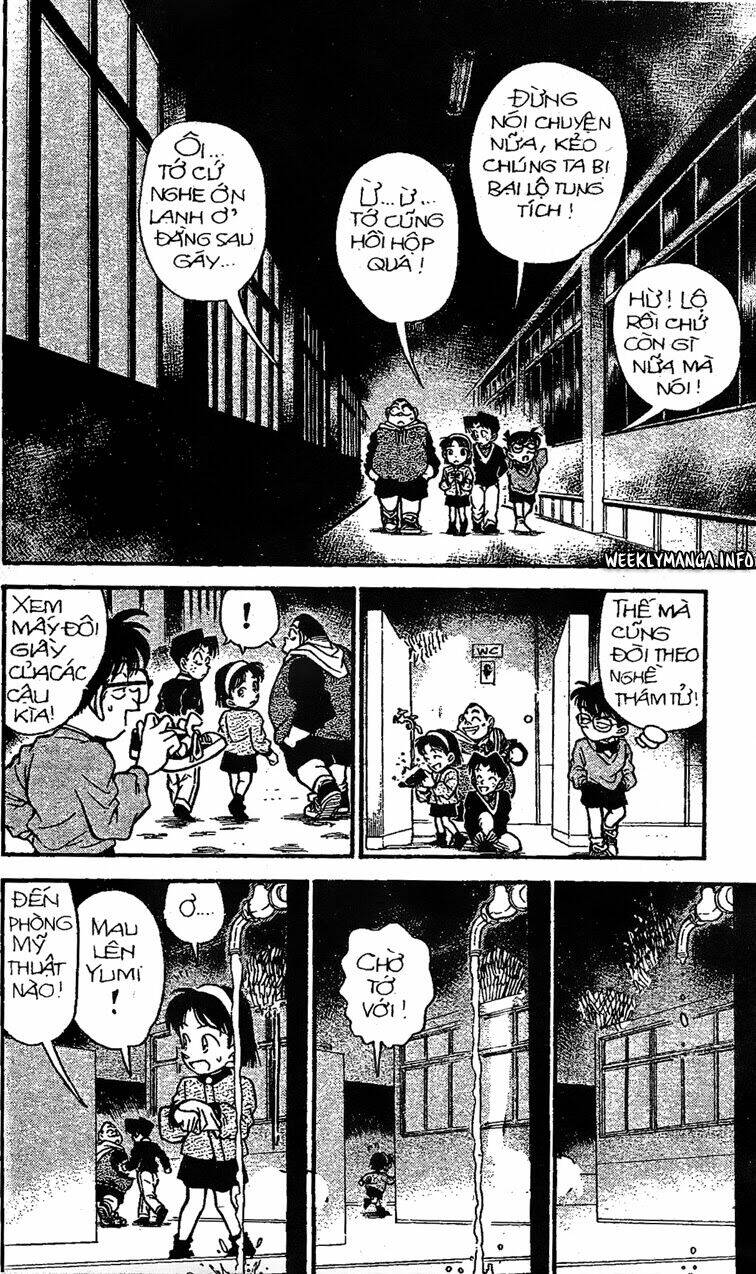 ÔI...
TỚ CỨ
NGHE ỚN
LẠNH Ở
ĐẰNG SAU
GÁY...
Ừ...Ừ...
TỚ CŨNG
HỒI HỘP
QUÁ!
ĐỪNG
NÓI CHUYỆN
NỮA, KẺO
CHÚNG TA BỊ
BẠI LỘ TUNG
TÍCH!
HỪ! LỘ
RỒI CHỨ
CÒN GÌ
NỮA MÀ
NÓI!
WEEKLYMANGA.INFO
XEM
MẤY ĐÔI
GIÀY
CỦA CÁC
CẬU
KÌA!
!
THẾ MÀ
CŨNG
ĐÒI THEO
NGHỀ
THÁM TỬ!
WC
ĐẾN
PHÒNG
MỸ
THUẬT
NÀO!
MAU
LÊN
YUMI
!
Ơ....
CHỜ
TỚ
VỚI!